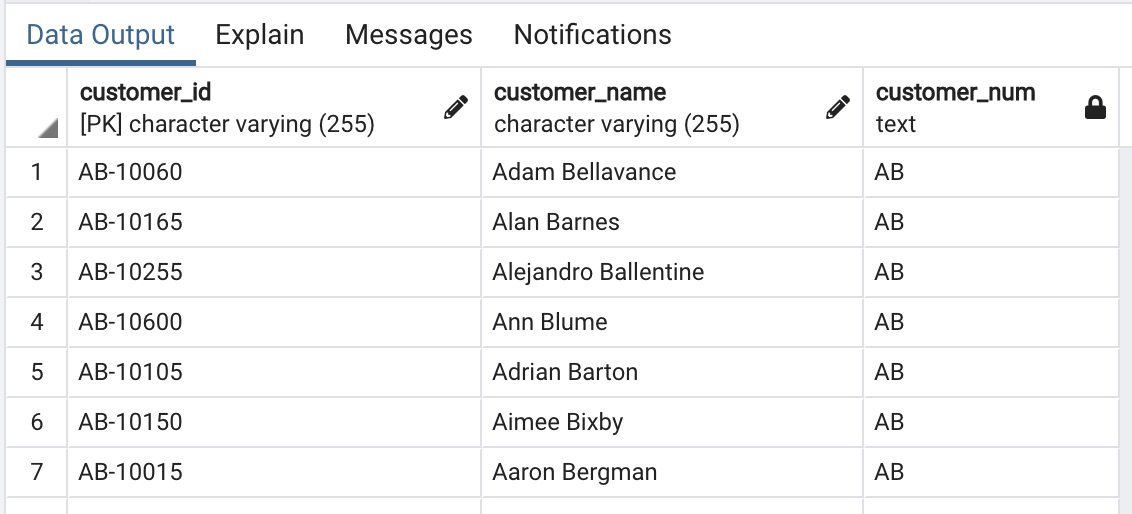 Data Output Explain Messages Notifications
customer_id customer_name customer_num
[PK] character varying (255) character varying (255) text
1 AB-10060 Adam Bellavance AB
2 AB-10165 Alan Barnes AB
3 AB-10255 Alejandro Ballentine AB
4 AB-10600 Ann Blume AB
5 AB-10105 Adrian Barton AB
6 AB-10150 Aimee Bixby AB
7 AB-10015 Aaron Bergman AB